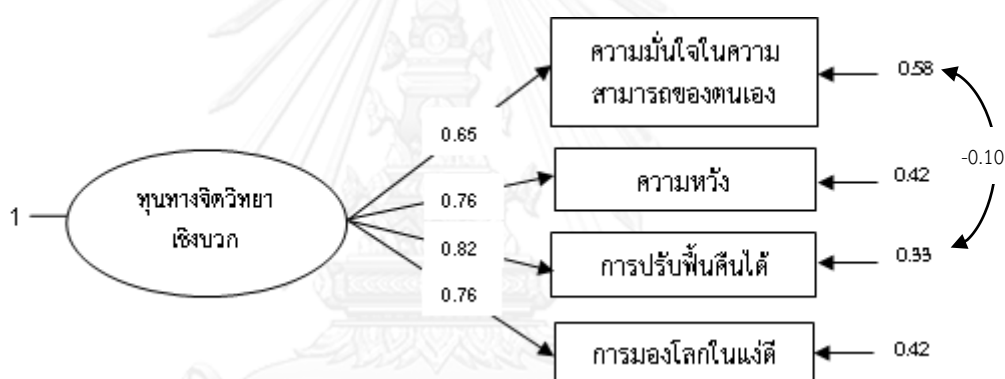 ความมั่นใจในความ
สามารถของตนเอง
0.58
0.65
-0.10
ความหวัง
0.42
0.76
1
ทุนทางจิตวิทยา
เชิงบวก
0.82
การปรับฟื้นคืนได้
0.33
0.76
การมองโลกในแง่ดี
0.42